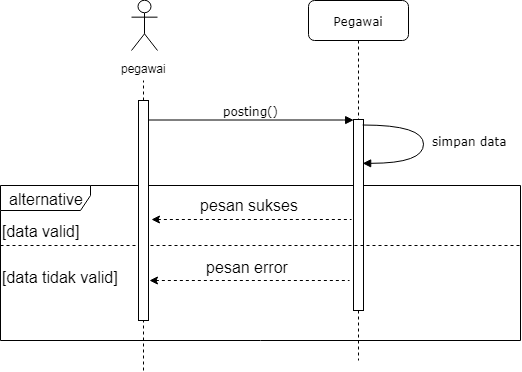 Pegawai
pegawai
posting()
simpan data
alternative
pesan sukses
[data valid]
pesan error
[data tidak valid]